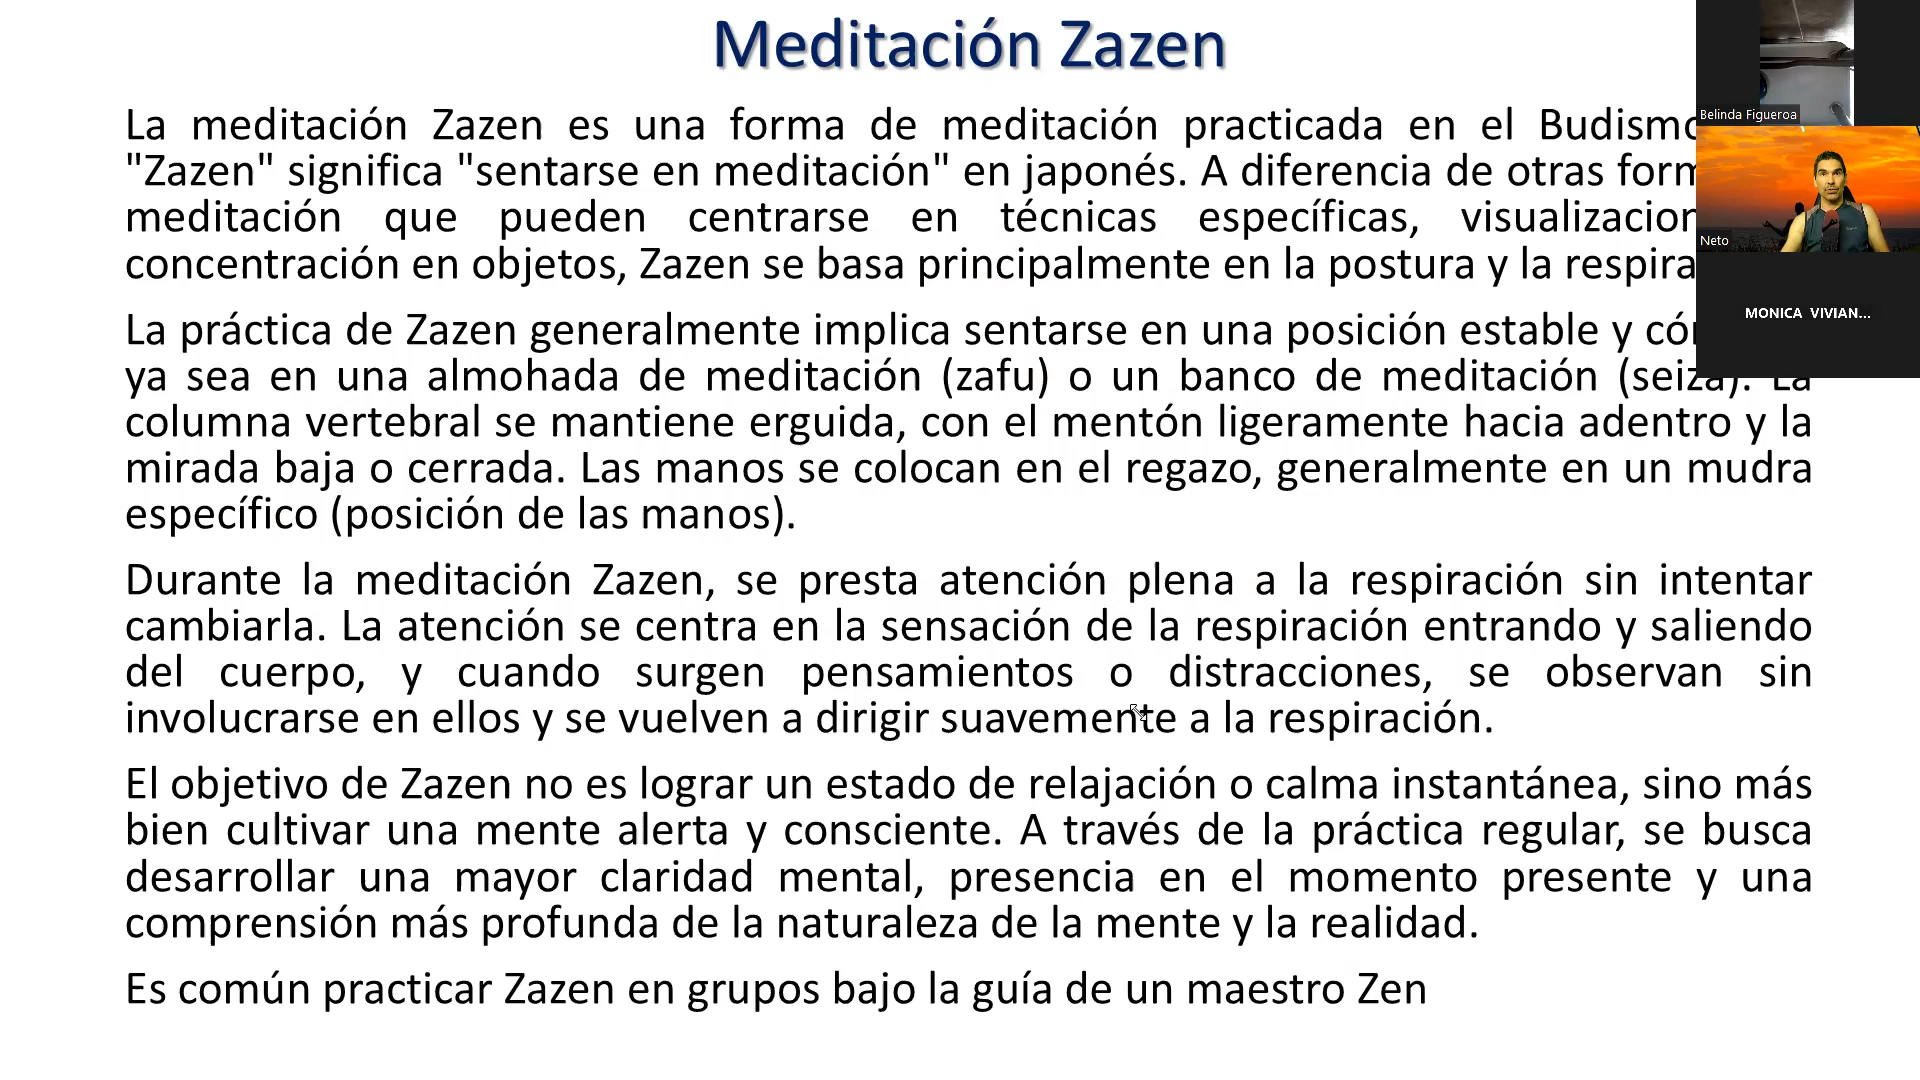 Meditación Zazen
La meditación Zazen es una forma de meditación practicada en el
"Zazen" significa "sentarse en meditación" en japonés. A diferencia de otras
meditación que pueden centrarse en técnicas específicas,
concentración en objetos, Zazen se basa principalmente en la postura y la
La práctica de Zazen generalmente implica sentarse en una posición estable y
ya sea en una almohada de meditación (zafu) o un banco de meditación (seiza). La
columna vertebral se mantiene erguida, con el mentón ligeramente hacia adentro y la
mirada baja o cerrada. Las manos se colocan en el regazo, generalmente en un mudra
específico (posición de las manos).
Durante la meditación Zazen, se presta atención plena a la respiración sin intentar
cambiarla. La atención se centra en la sensación de la respiración entrando y saliendo
del cuerpo, y cuando surgen pensamientos o distracciones, se observan sin
involucrarse en ellos y se vuelven a dirigir suavemente a la respiración.
El objetivo de Zazen no es lograr un estado de relajación o calma instantánea, sino más
bien cultivar una mente alerta y consciente. A través de la práctica regular, se busca
desarrollar una mayor claridad mental, presencia en el momento presente y una
comprensión más profunda de la naturaleza de la mente y la realidad.
Es común practicar Zazen en grupos bajo la guía de un maestro Zen
Belinda Figueroa
Neto
MONICA VIVIAN...